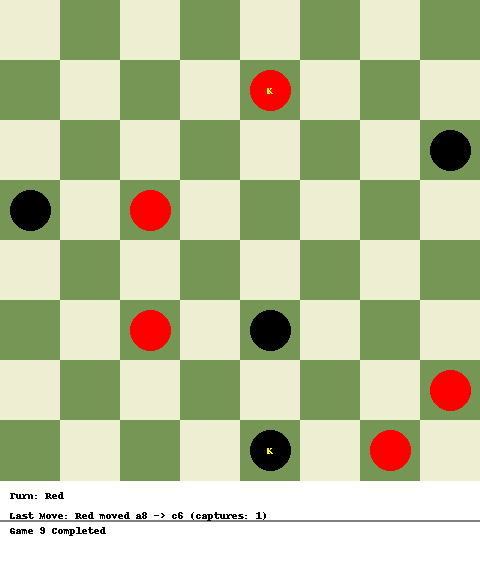 K
K
Turn: Red
Last Move: Red moved a8 -> c6 (captures: 1)
Game 9 Completed